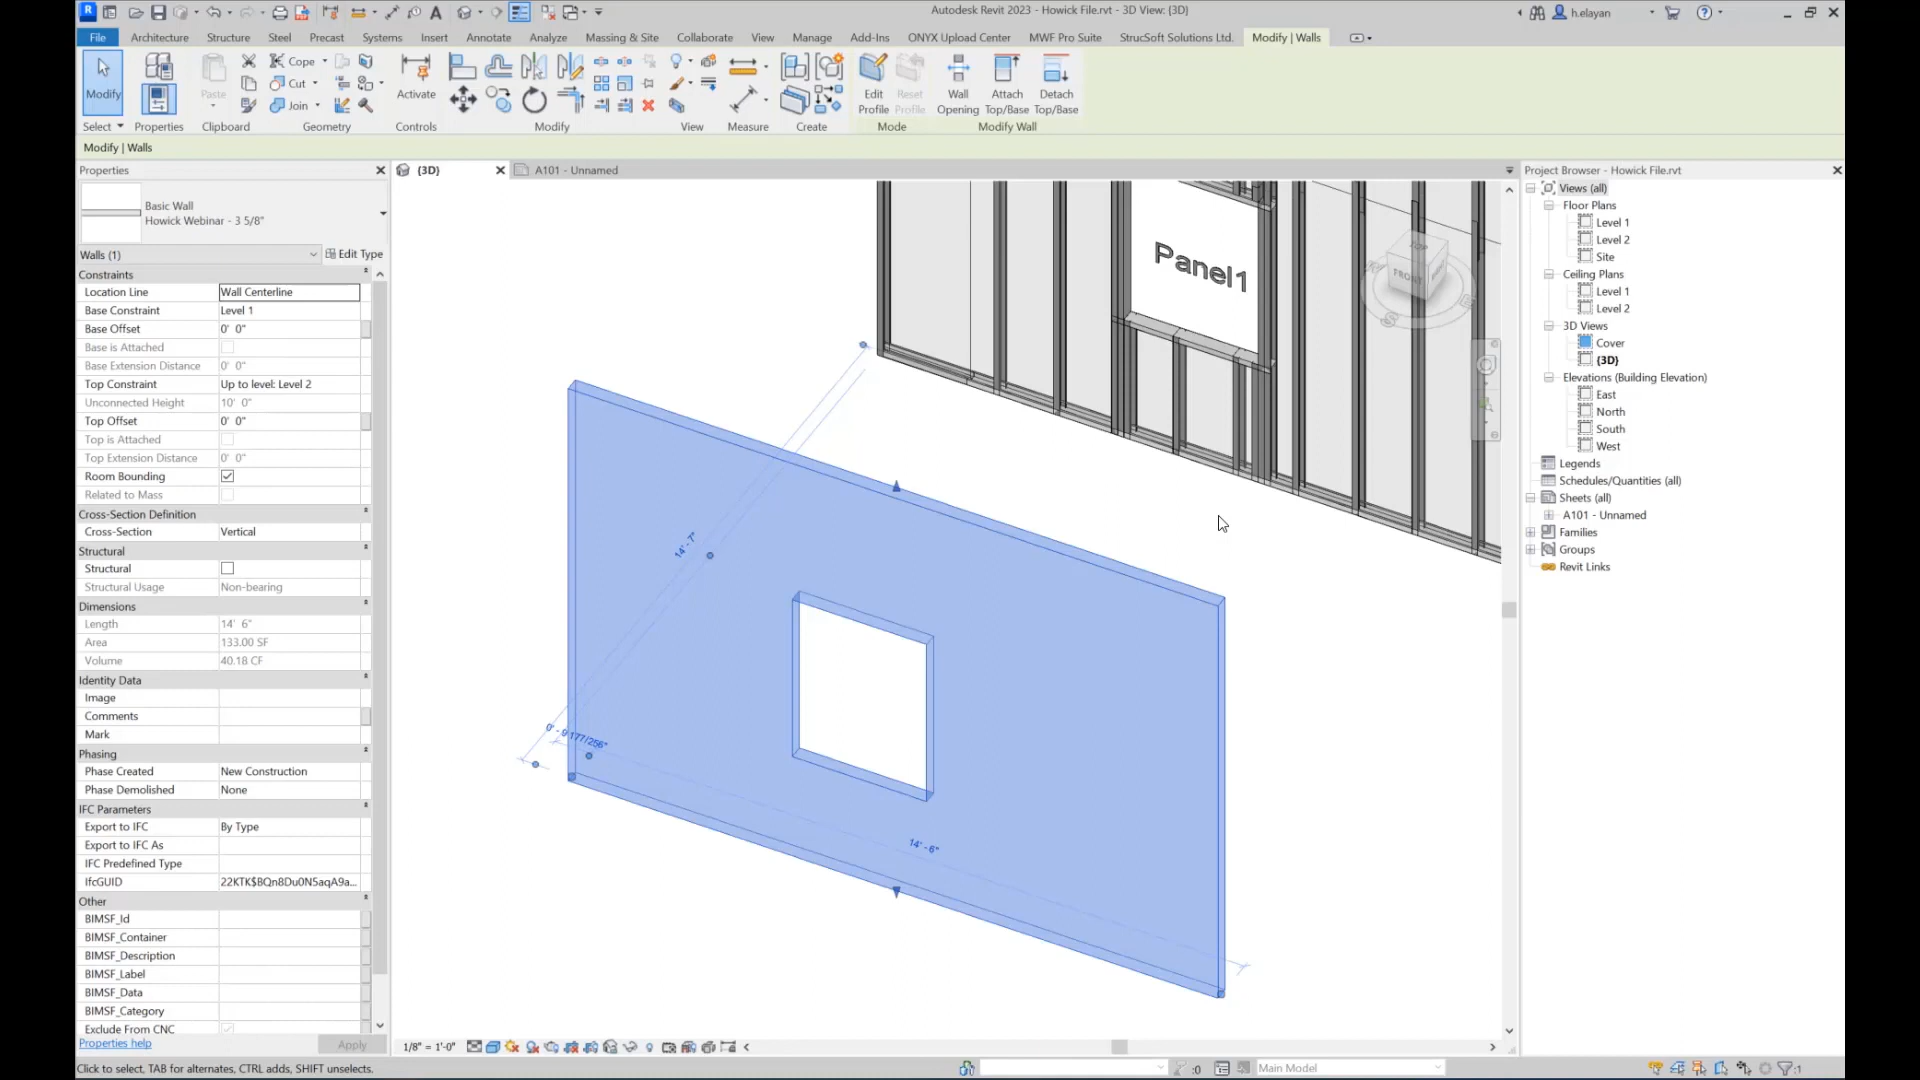 Autodesk Revit 2023 - Howick File.rvt - 3D View: {3D}
h.elayan
File
Architecture
Structure
Steel
Precast
Systems
Insert
Annotate
Analyze
Massing & Site
Collaborate
View
Manage
Add-Ins
ONYX Upload Center
MWF Pro Suite
StrucSoft Solutions Ltd.
Modify | Walls
Modify
Paste
Cope
Cut
Join
Activate
Edit Profile
Reset Profile
Wall Opening
Attach Top/Base
Detach Top/Base
Select
Properties
Clipboard
Geometry
Controls
Modify
View
Measure
Create
Mode
Modify Wall
Modify | Walls
Properties
Basic Wall
Howick Webinar - 3 5/8"
Walls (1)
Edit Type
Constraints
Location Line Wall Centerline
Base Constraint Level 1
Base Offset 0' 0"
Base is Attached
Base Extension Distance 0' 0"
Top Constraint Up to level: Level 2
Unconnected Height 10' 0"
Top Offset 0' 0"
Top is Attached
Top Extension Distance 0' 0"
Room Bounding
Related to Mass
Cross-Section Definition
Cross-Section Vertical
Structural
Structural
Structural Usage Non-bearing
Dimensions
Length 14' 6"
Area 133.00 SF
Volume 40.18 CF
Identity Data
Image
Comments
Mark
Phasing
Phase Created New Construction
Phase Demolished None
IFC Parameters
Export to IFC By Type
Export to IFC As
IFC Predefined Type
IfcGUID 22KTK$BQn8Du0N5aqA9a...
Other
BIMSF_Id
BIMSF_Container
BIMSF_Description
BIMSF_Label
BIMSF_Data
BIMSF_Category
Exclude From CNC
Properties help
Apply
{3D}
A101 - Unnamed
Panel1
TOP
FRONT
S
14' - 7"
0' - 9 177/256"
14' - 6"
1/8" = 1'-0"
Project Browser - Howick File.rvt
Views (all)
Floor Plans
Level 1
Level 2
Site
Ceiling Plans
Level 1
Level 2
3D Views
Cover
{3D}
Elevations (Building Elevation)
East
North
South
West
Legends
Schedules/Quantities (all)
Sheets (all)
A101 - Unnamed
Families
Groups
Revit Links
Click to select, TAB for alternates, CTRL adds, SHIFT unselects.
:0
Main Model
:1